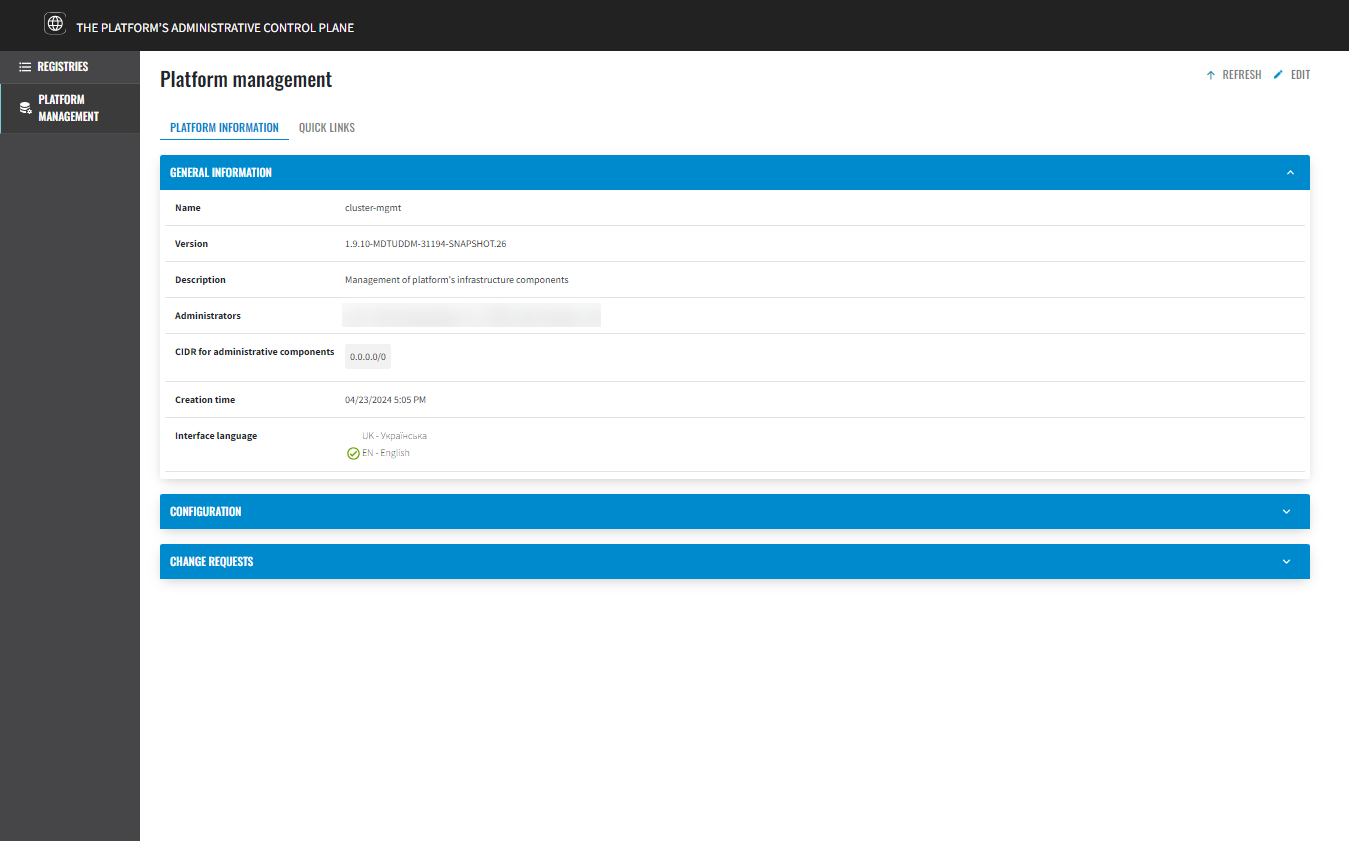 THE PLATFORM'S ADMINISTRATIVE CONTROL PLANE
REGISTRIES
PLATFORM
MANAGEMENT
Platform management
REFRESH
EDIT
PLATFORM INFORMATION
QUICK LINKS
GENERAL INFORMATION
Name cluster-mgmt
Version 1.9.10-MDTUDDM-31194-SNAPSHOT.26
Description Management of platform's infrastructure components
Administrators
CIDR for administrative components 0.0.0.0/0
Creation time 04/23/2024 5:05 PM
Interface language UK - Українська
EN - English
CONFIGURATION
CHANGE REQUESTS